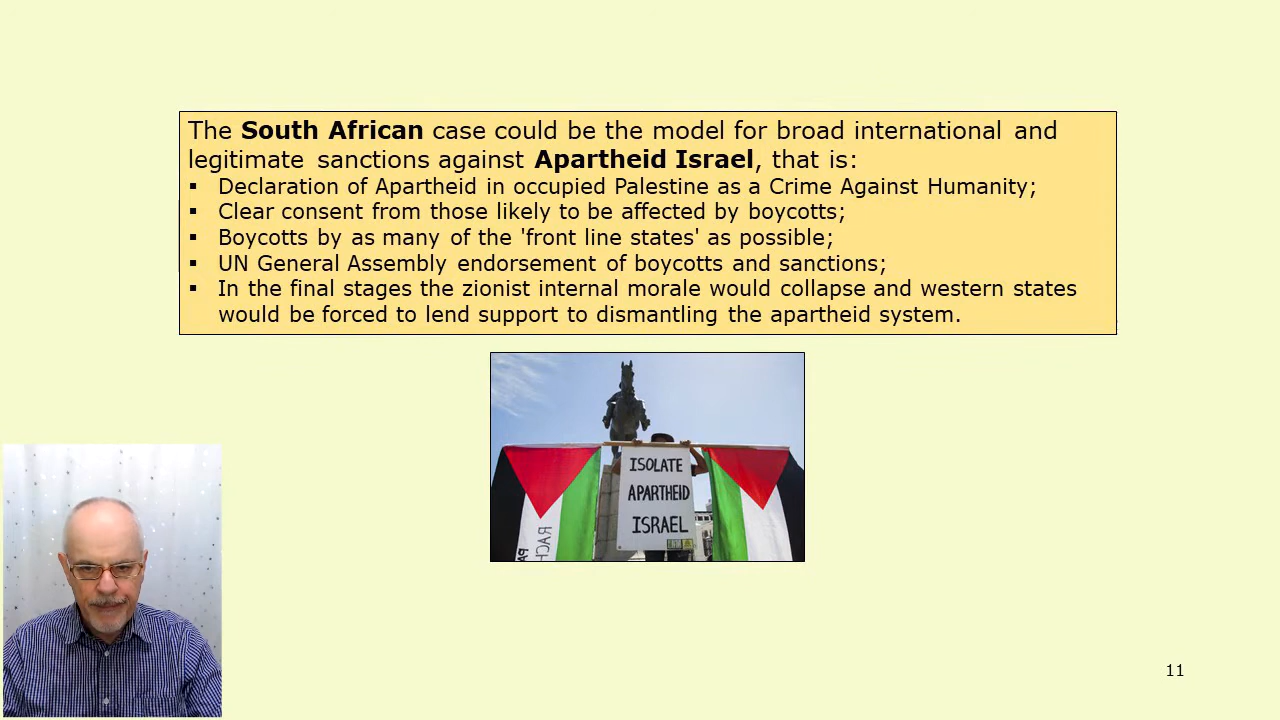 The South African case could be the model for broad international and
legitimate sanctions against Apartheid Israel, that is:
▪ Declaration of Apartheid in occupied Palestine as a Crime Against Humanity;
▪ Clear consent from those likely to be affected by boycotts;
▪ Boycotts by as many of the 'front line states' as possible;
▪ UN General Assembly endorsement of boycotts and sanctions;
▪ In the final stages the zionist internal morale would collapse and western states
would be forced to lend support to dismantling the apartheid system.
ISOLATE
APARTHEID
ISRAEL
11